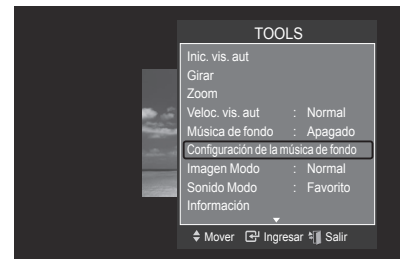 TOOLS
Inic. vis. aut
Girar
Zoom
Veloc. vis. aut : Normal
Música de fondo : Apagado
Configuración de la música de fondo
Imagen Modo : Normal
Sonido Modo : Favorito
Información
Mover Ingresar Salir